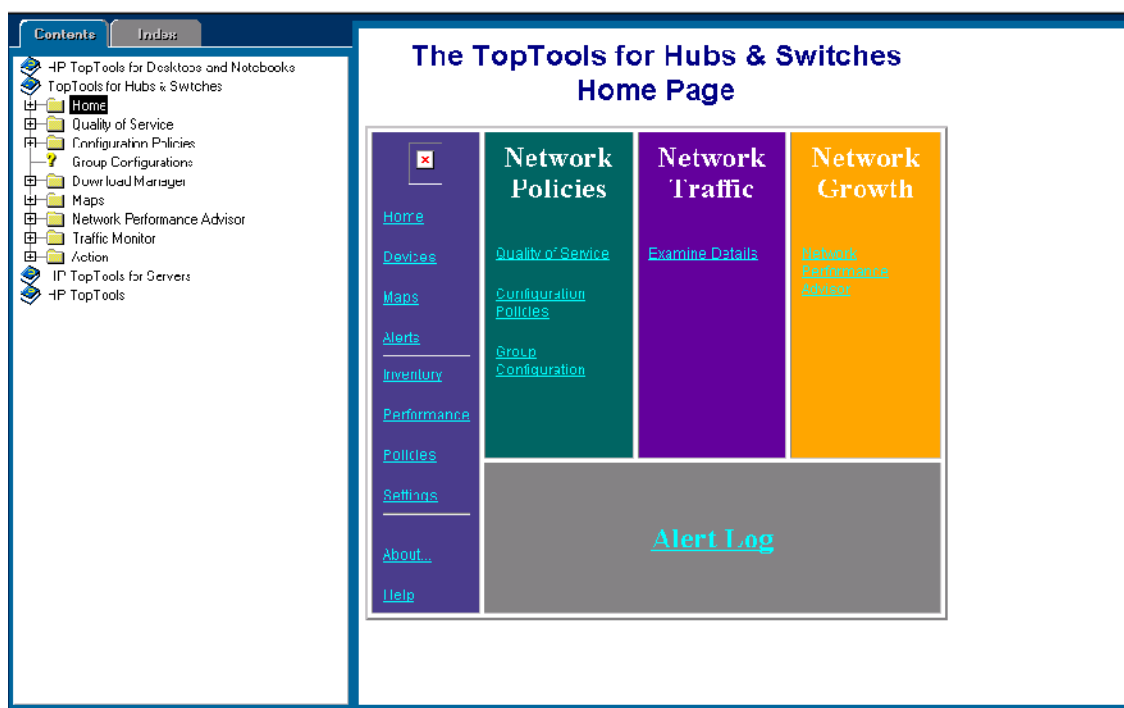 Contents
Index
HP TopTools for Desktops and Notebooks
TopTools for Hubs & Switches
Home
Quality of Service
Configuration Policies
Group Configurations
Download Manager
Maps
Network Performance Advisor
Traffic Monitor
Action
HP TopTools for Servers
HP TopTools
The TopTools for Hubs & Switches
Home Page
Home
Devices
Maps
Alerts
Inventory
Performance
Policies
Settings
About...
Help
Network
Policies
Quality of Service
Configuration
Policies
Group
Configuration
Network
Traffic
Examine Details
Network
Growth
Network
Performance
Advisor
Alert Log